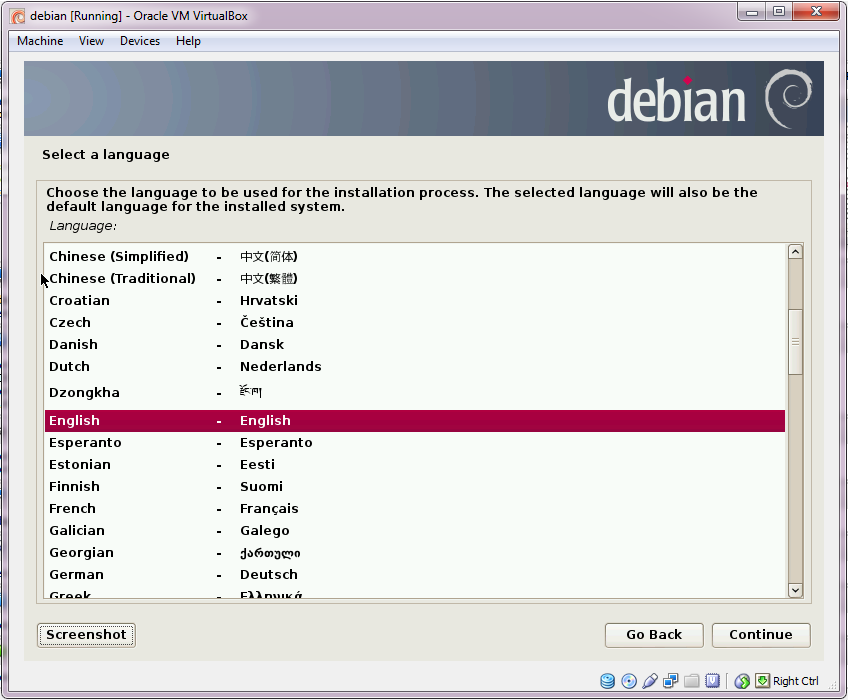 debian [Running] - Oracle VM VirtualBox
Machine View Devices Help
debian
Select a language
Choose the language to be used for the installation process. The selected language will also be the
default language for the installed system.
Language:
Chinese (Simplified) - 中文(简体)
Chinese (Traditional) - 中文(繁體)
Croatian - Hrvatski
Czech - Čeština
Danish - Dansk
Dutch - Nederlands
Dzongkha - རྫོང་ཁ།
English - English
Esperanto - Esperanto
Estonian - Eesti
Finnish - Suomi
French - Français
Galician - Galego
Georgian - ქართული
German - Deutsch
Greek - Ελληνικά
Screenshot Go Back Continue
Right Ctrl